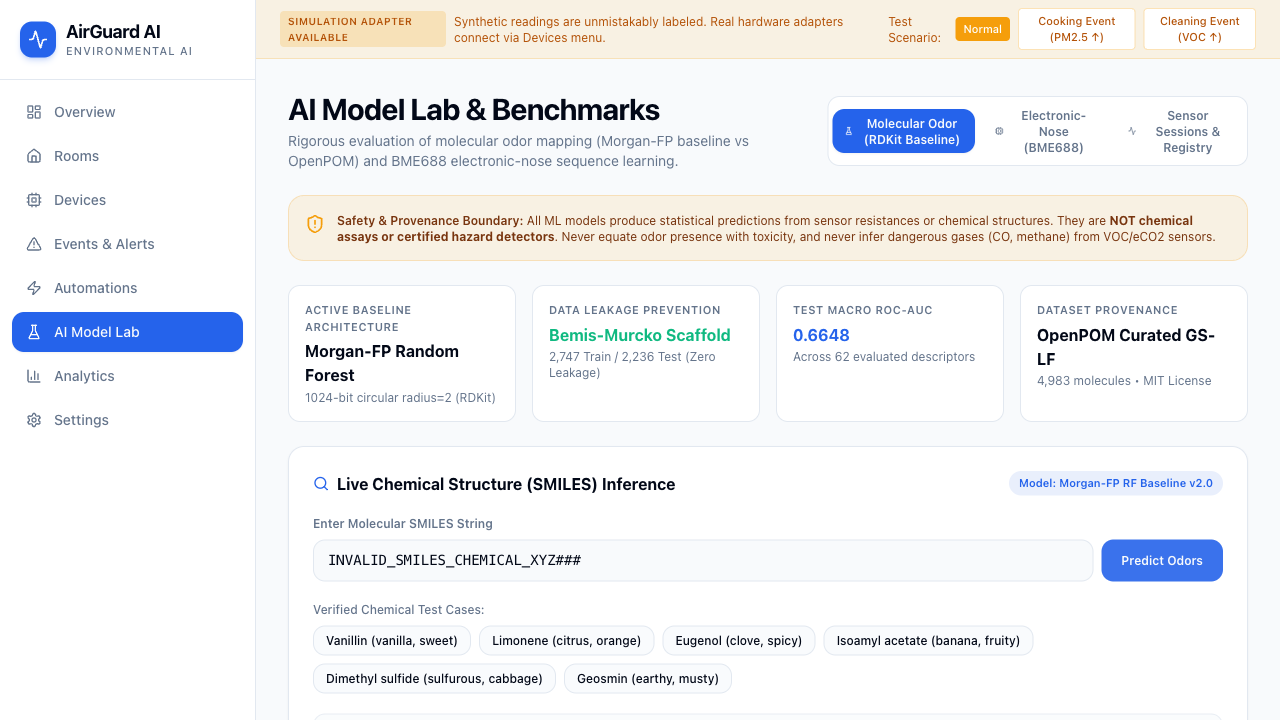 AirGuard AI
ENVIRONMENTAL AI
Overview
Rooms
Devices
Events & Alerts
Automations
AI Model Lab
Analytics
Settings
SIMULATION ADAPTER
AVAILABLE
Synthetic readings are unmistakably labeled. Real hardware adapters
connect via Devices menu.
Test
Scenario:
Normal
Cooking Event
(PM2.5 ↑)
Cleaning Event
(VOC ↑)
AI Model Lab & Benchmarks
Rigorous evaluation of molecular odor mapping (Morgan-FP baseline vs
OpenPOM) and BME688 electronic-nose sequence learning.
Molecular Odor
(RDKit Baseline)
Electronic-
Nose
(BME688)
Sensor
Sessions &
Registry
Safety & Provenance Boundary: All ML models produce statistical predictions from sensor resistances or chemical structures. They are NOT chemical
assays or certified hazard detectors. Never equate odor presence with toxicity, and never infer dangerous gases (CO, methane) from VOC/eCO2 sensors.
ACTIVE BASELINE
ARCHITECTURE
Morgan-FP Random
Forest
1024-bit circular radius=2 (RDKit)
DATA LEAKAGE PREVENTION
Bemis-Murcko Scaffold
2,747 Train / 2,236 Test (Zero
Leakage)
TEST MACRO ROC-AUC
0.6648
Across 62 evaluated descriptors
DATASET PROVENANCE
OpenPOM Curated GS-
LF
4,983 molecules • MIT License
Live Chemical Structure (SMILES) Inference
Model: Morgan-FP RF Baseline v2.0
Enter Molecular SMILES String
INVALID_SMILES_CHEMICAL_XYZ###
Predict Odors
Verified Chemical Test Cases:
Vanillin (vanilla, sweet)
Limonene (citrus, orange)
Eugenol (clove, spicy)
Isoamyl acetate (banana, fruity)
Dimethyl sulfide (sulfurous, cabbage)
Geosmin (earthy, musty)